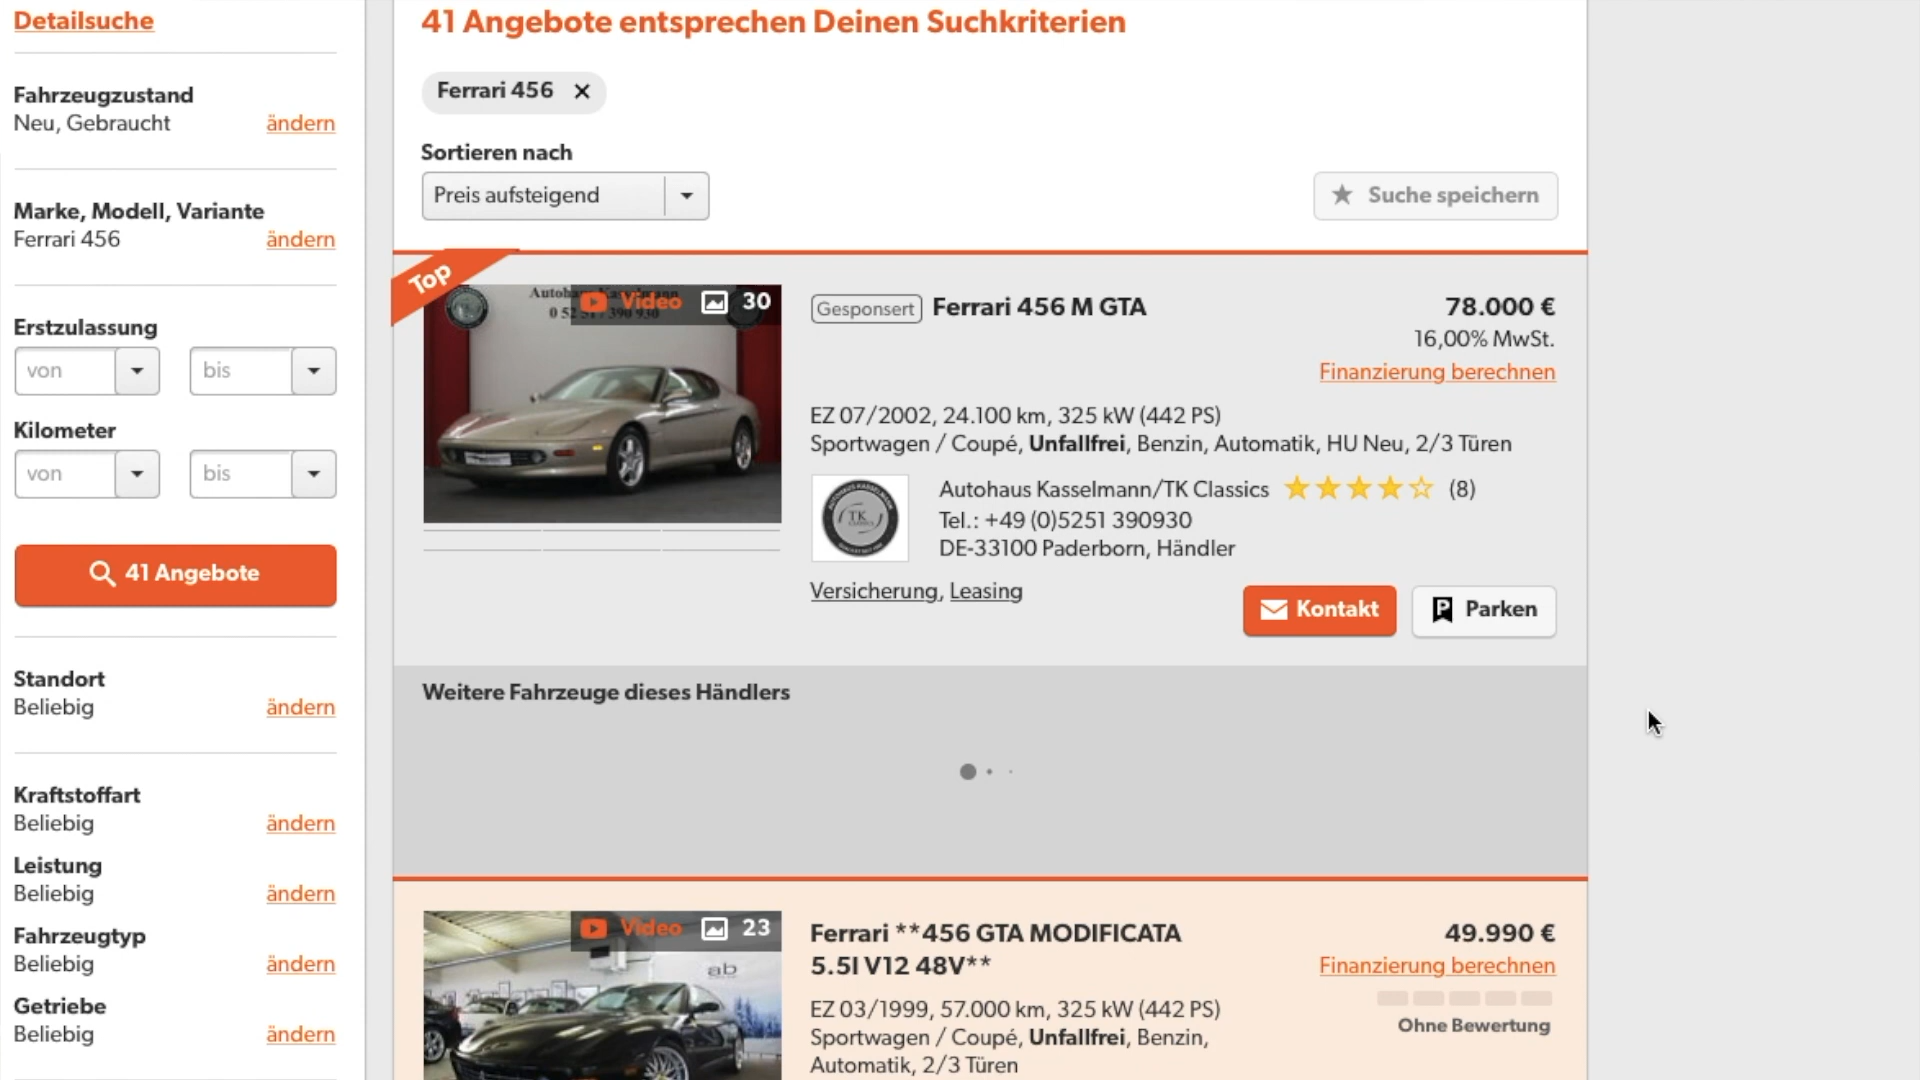 Detailsuche
Fahrzeugzustand
Neu, Gebraucht ändern
Marke, Modell, Variante
Ferrari 456 ändern
Erstzulassung
von bis
Kilometer
von bis
41 Angebote
Standort
Beliebig ändern
Kraftstoffart
Beliebig ändern
Leistung
Beliebig ändern
Fahrzeugtyp
Beliebig ändern
Getriebe
Beliebig ändern
41 Angebote entsprechen Deinen Suchkriterien
Ferrari 456
Sortieren nach
Preis aufsteigend
Suche speichern
Top
Video 30
Gesponsert Ferrari 456 M GTA
78.000 €
16,00% MwSt.
Finanzierung berechnen
EZ 07/2002, 24.100 km, 325 kW (442 PS)
Sportwagen / Coupé, Unfallfrei, Benzin, Automatik, HU Neu, 2/3 Türen
TK
Autohaus Kasselmann/TK Classics (8)
Tel.: +49 (0)5251 390930
DE-33100 Paderborn, Händler
Versicherung, Leasing
Kontakt
Parken
Weitere Fahrzeuge dieses Händlers
Video 23
ab
Ferrari **456 GTA MODIFICATA
5.5I V12 48V**
49.990 €
Finanzierung berechnen
Ohne Bewertung
EZ 03/1999, 57.000 km, 325 kW (442 PS)
Sportwagen / Coupé, Unfallfrei, Benzin,
Automatik, 2/3 Türen